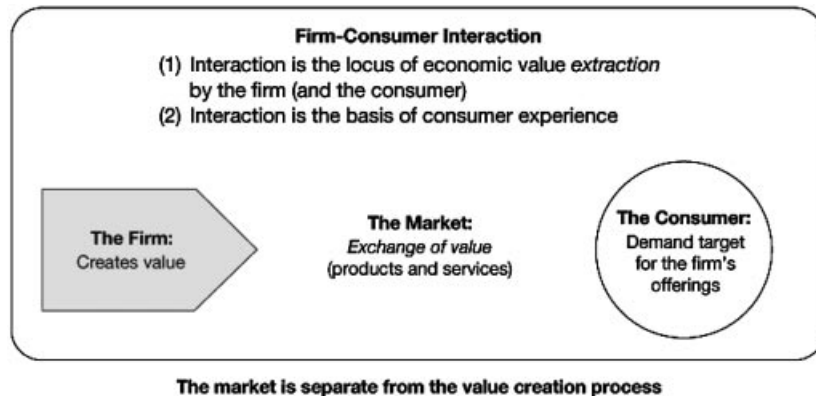 Firm-Consumer Interaction
(1) Interaction is the locus of economic value extraction
by the firm (and the consumer)
(2) Interaction is the basis of consumer experience
The Firm:
Creates value
The Market:
Exchange of value
(products and services)
The Consumer:
Demand target
for the firm's
offerings
The market is separate from the value creation process